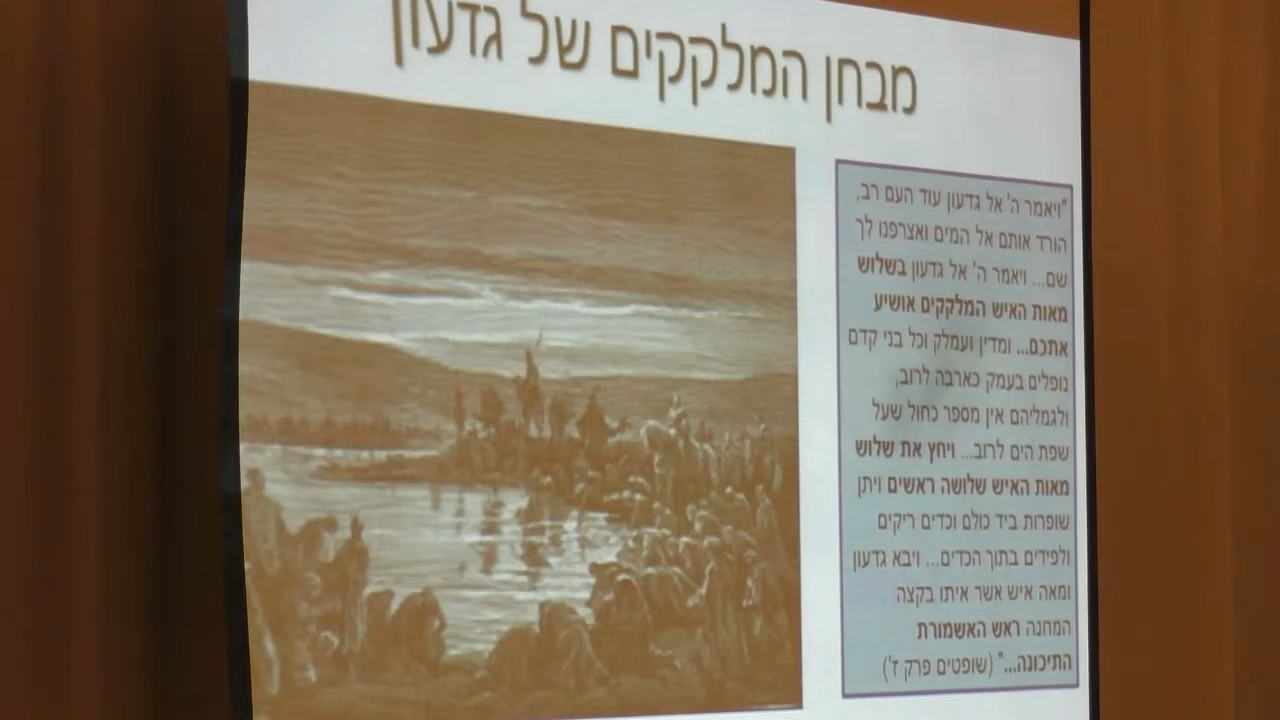 מבחן המלקקים של גדעון
"ויאמר ה' אל גדעון עוד העם רב,
הורד אותם אל המים ואצרפנו לך
שם... ויאמר ה' אל גדעון בשלוש
מאות האיש המלקקים אושיע
אתכם... ומדין ועמלק וכל בני קדם
נופלים בעמק כארבה לרוב,
ולגמליהם אין מספר כחול שעל
שפת הים לרוב... ויחץ את שלוש
מאות האיש שלושה ראשים ויתן
שופרות ביד כולם וכדים ריקים
ולפידים בתוך הכדים... ויבא גדעון
ומאה איש אשר איתו בקצה
המחנה ראש האשמורת
התיכונה..." (שופטים פרק ז')